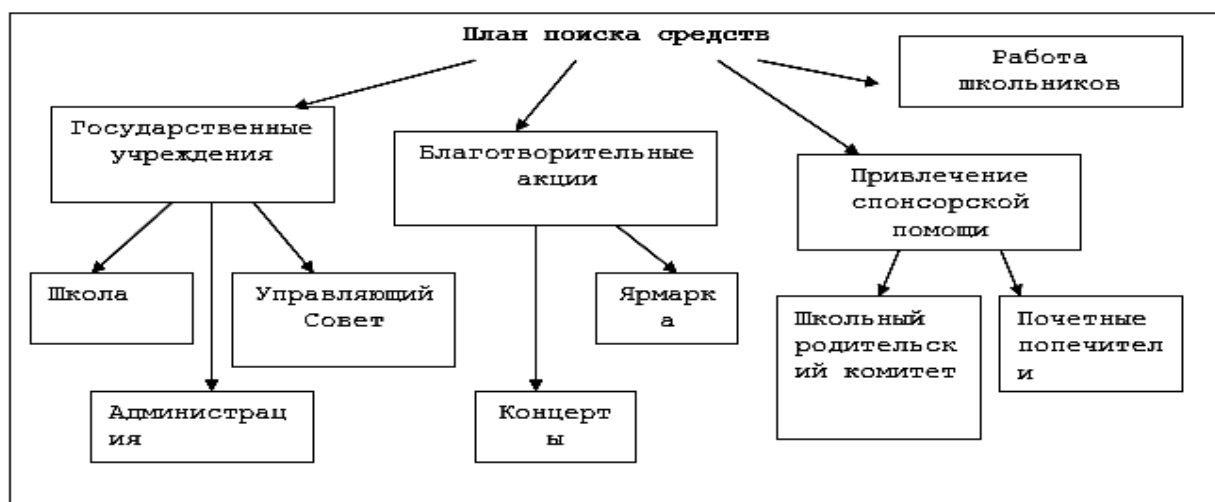 План поиска средств
Работа
школьников
Государственные
учреждения
Благотворительные
акции
Привлечение
спонсорской
помощи
Школа
Управляющий
Совет
Ярмарк
а
Школьный
родительск
ий комитет
Почетные
попечител
и
Администрац
ия
Концерт
ы